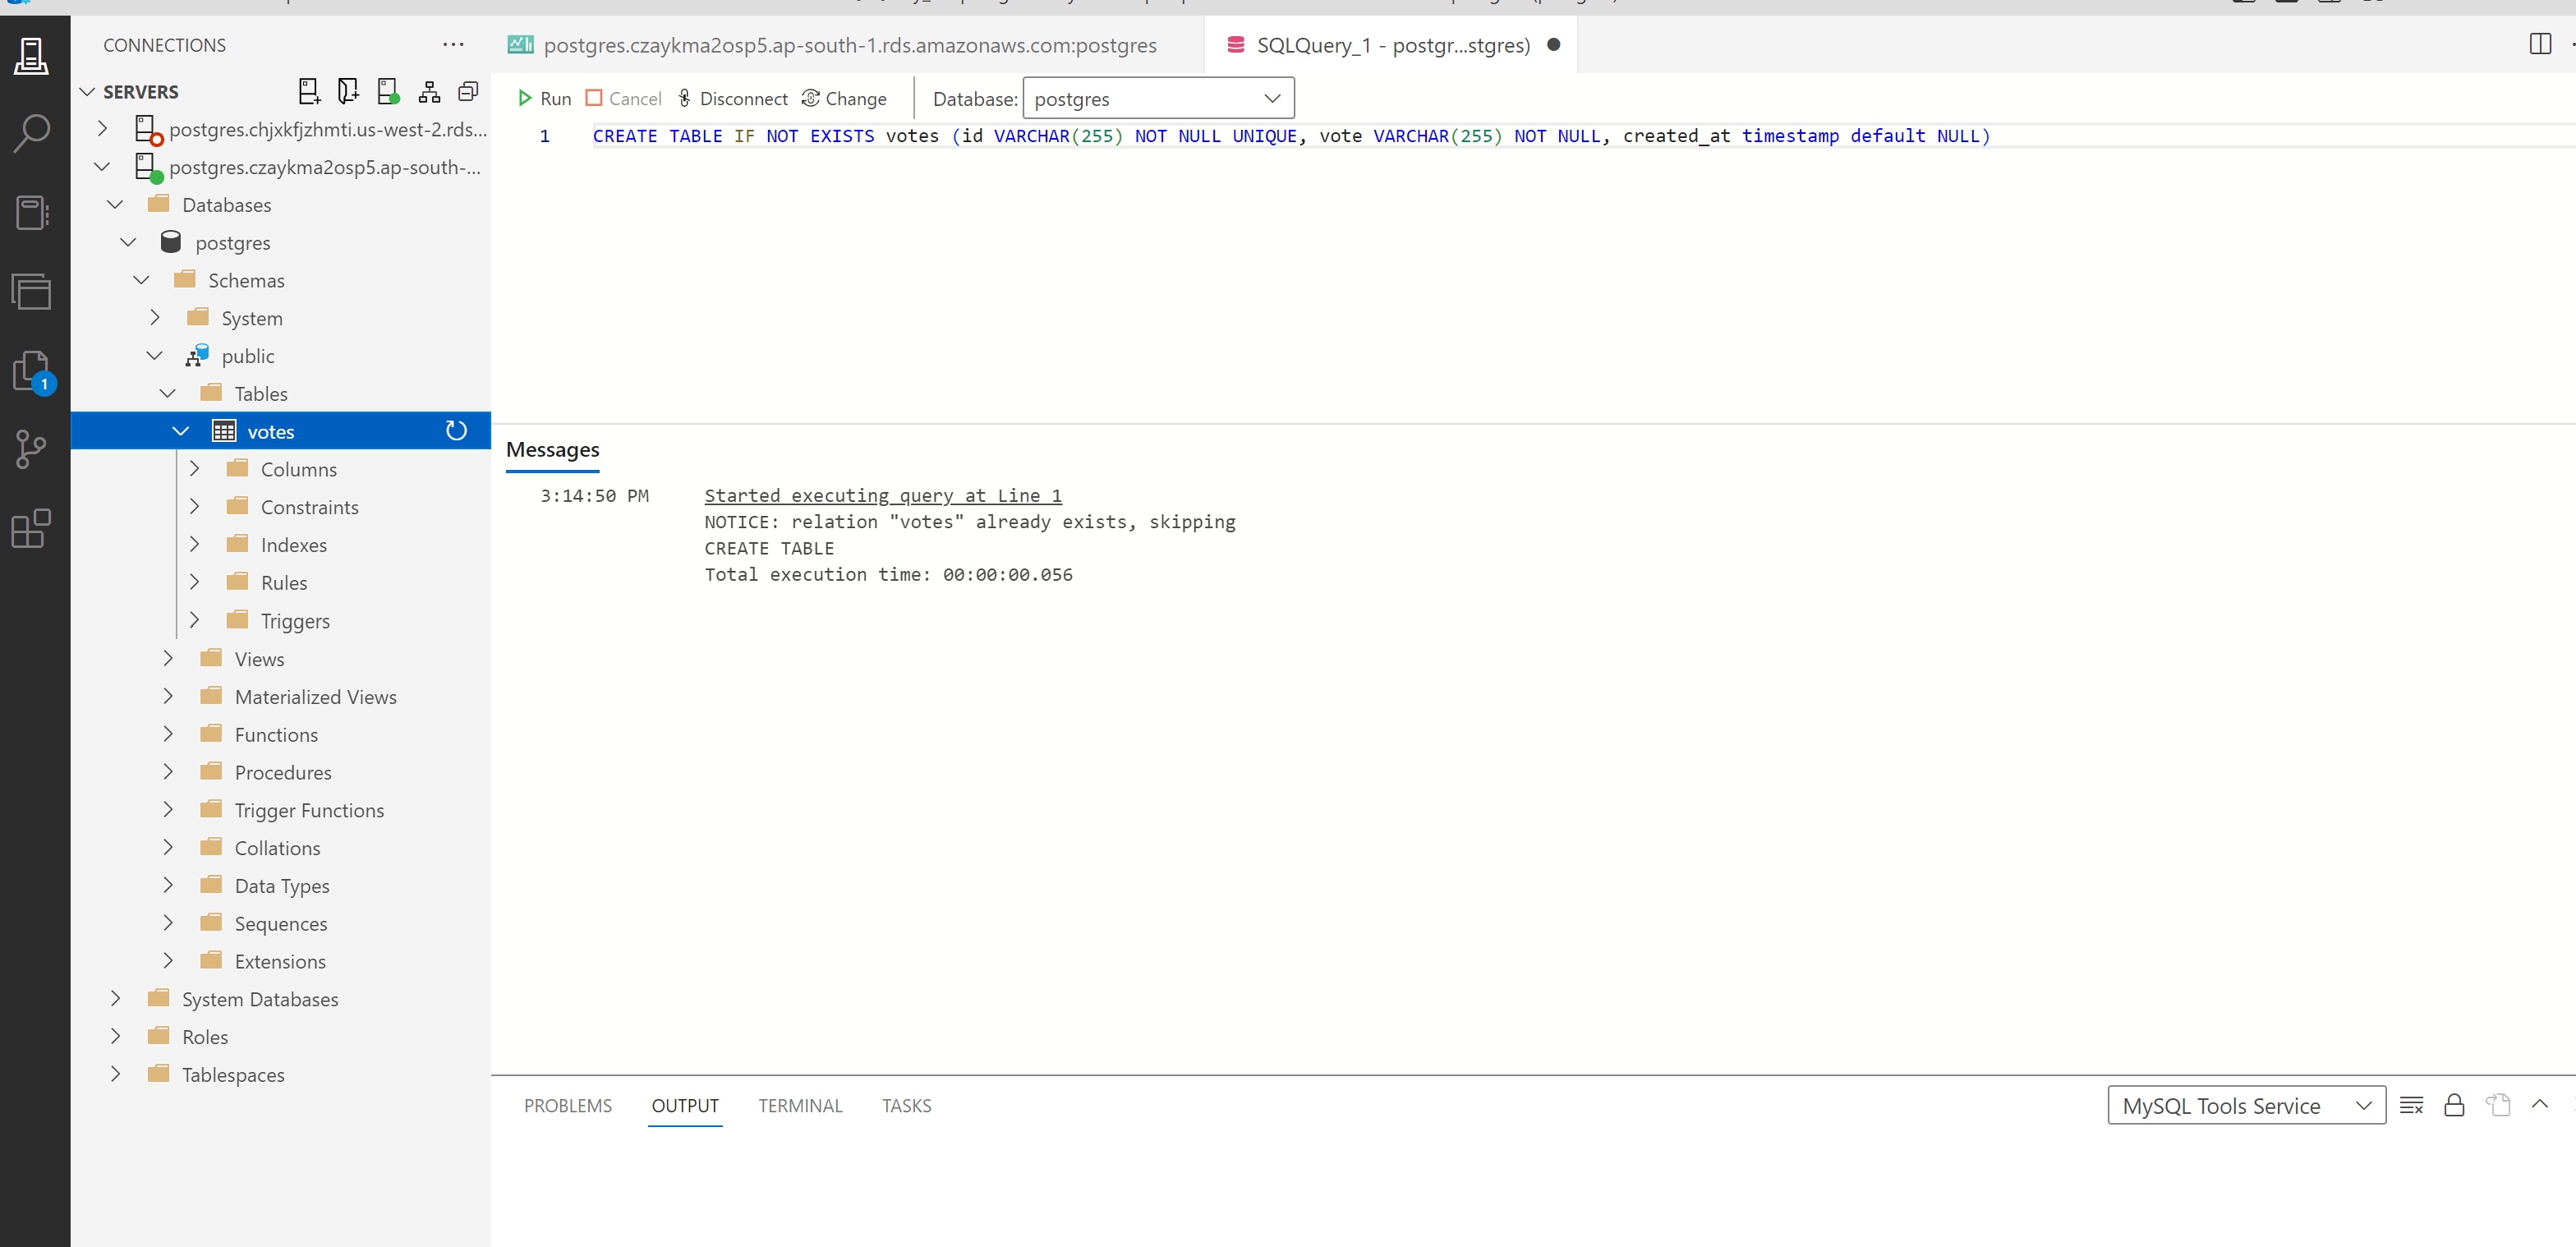 CONNECTIONS
SERVERS
postgres.chjxkfjzhmti.us-west-2.rds...
postgres.czaykma2osp5.ap-south-...
Databases
postgres
Schemas
System
public
Tables
votes
Columns
Constraints
Indexes
Rules
Triggers
Views
Materialized Views
Functions
Procedures
Trigger Functions
Collations
Data Types
Sequences
Extensions
System Databases
Roles
Tablespaces
1
postgres.czaykma2osp5.ap-south-1.rds.amazonaws.com:postgres
SQLQuery_1 - postgr...stgres)
Run Cancel Disconnect Change Database: postgres
1 CREATE TABLE IF NOT EXISTS votes (id VARCHAR(255) NOT NULL UNIQUE, vote VARCHAR(255) NOT NULL, created_at timestamp default NULL)
Messages
3:14:50 PM Started executing query at Line 1
NOTICE: relation "votes" already exists, skipping
CREATE TABLE
Total execution time: 00:00:00.056
PROBLEMS OUTPUT TERMINAL TASKS
MySQL Tools Service